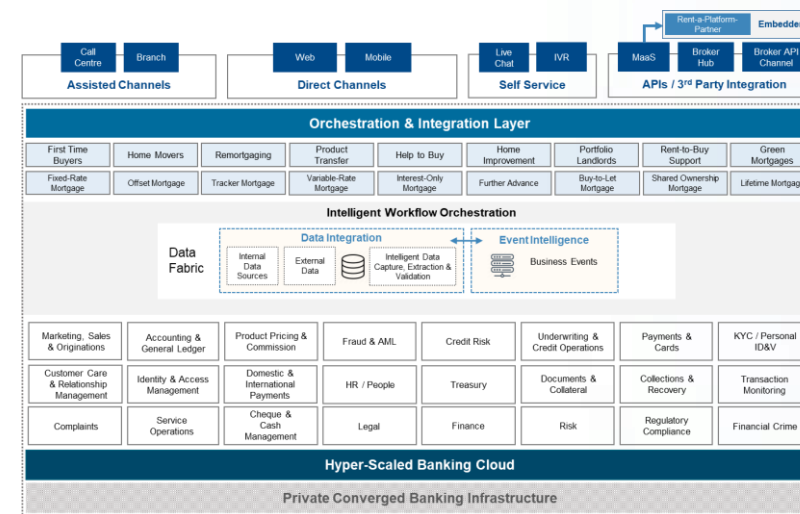 Rent-a-Platform-
Partner
Embedded
Call
Centre
Branch
Web
Mobile
Live
Chat
IVR
MaaS
Broker
Hub
Broker API
Channel
Assisted Channels
Direct Channels
Self Service
APIs / 3rd Party Integration
Orchestration & Integration Layer
First Time
Buyers
Home Movers
Remortgaging
Product
Transfer
Help to Buy
Home
Improvement
Portfolio
Landlords
Rent-to-Buy
Support
Green
Mortgages
Fixed-Rate
Mortgage
Offset Mortgage
Tracker Mortgage
Variable-Rate
Mortgage
Interest-Only
Mortgage
Further Advance
Buy-to-Let
Mortgage
Shared Ownership
Mortgage
Lifetime Mortgag
Intelligent Workflow Orchestration
Data
Fabric
Data Integration
Internal
Data
Sources
External
Data
Intelligent Data
Capture, Extraction &
Validation
Event Intelligence
Business Events
Marketing, Sales
& Originations
Accounting &
General Ledger
Product Pricing &
Commission
Fraud & AML
Credit Risk
Underwriting &
Credit Operations
Payments &
Cards
KYC / Personal
ID&V
Customer Care
& Relationship
Management
Identity & Access
Management
Domestic &
International
Payments
HR / People
Treasury
Documents &
Collateral
Collections &
Recovery
Transaction
Monitoring
Complaints
Service
Operations
Cheque &
Cash
Management
Legal
Finance
Risk
Regulatory
Compliance
Financial Crime
Hyper-Scaled Banking Cloud
Private Converged Banking Infrastructure